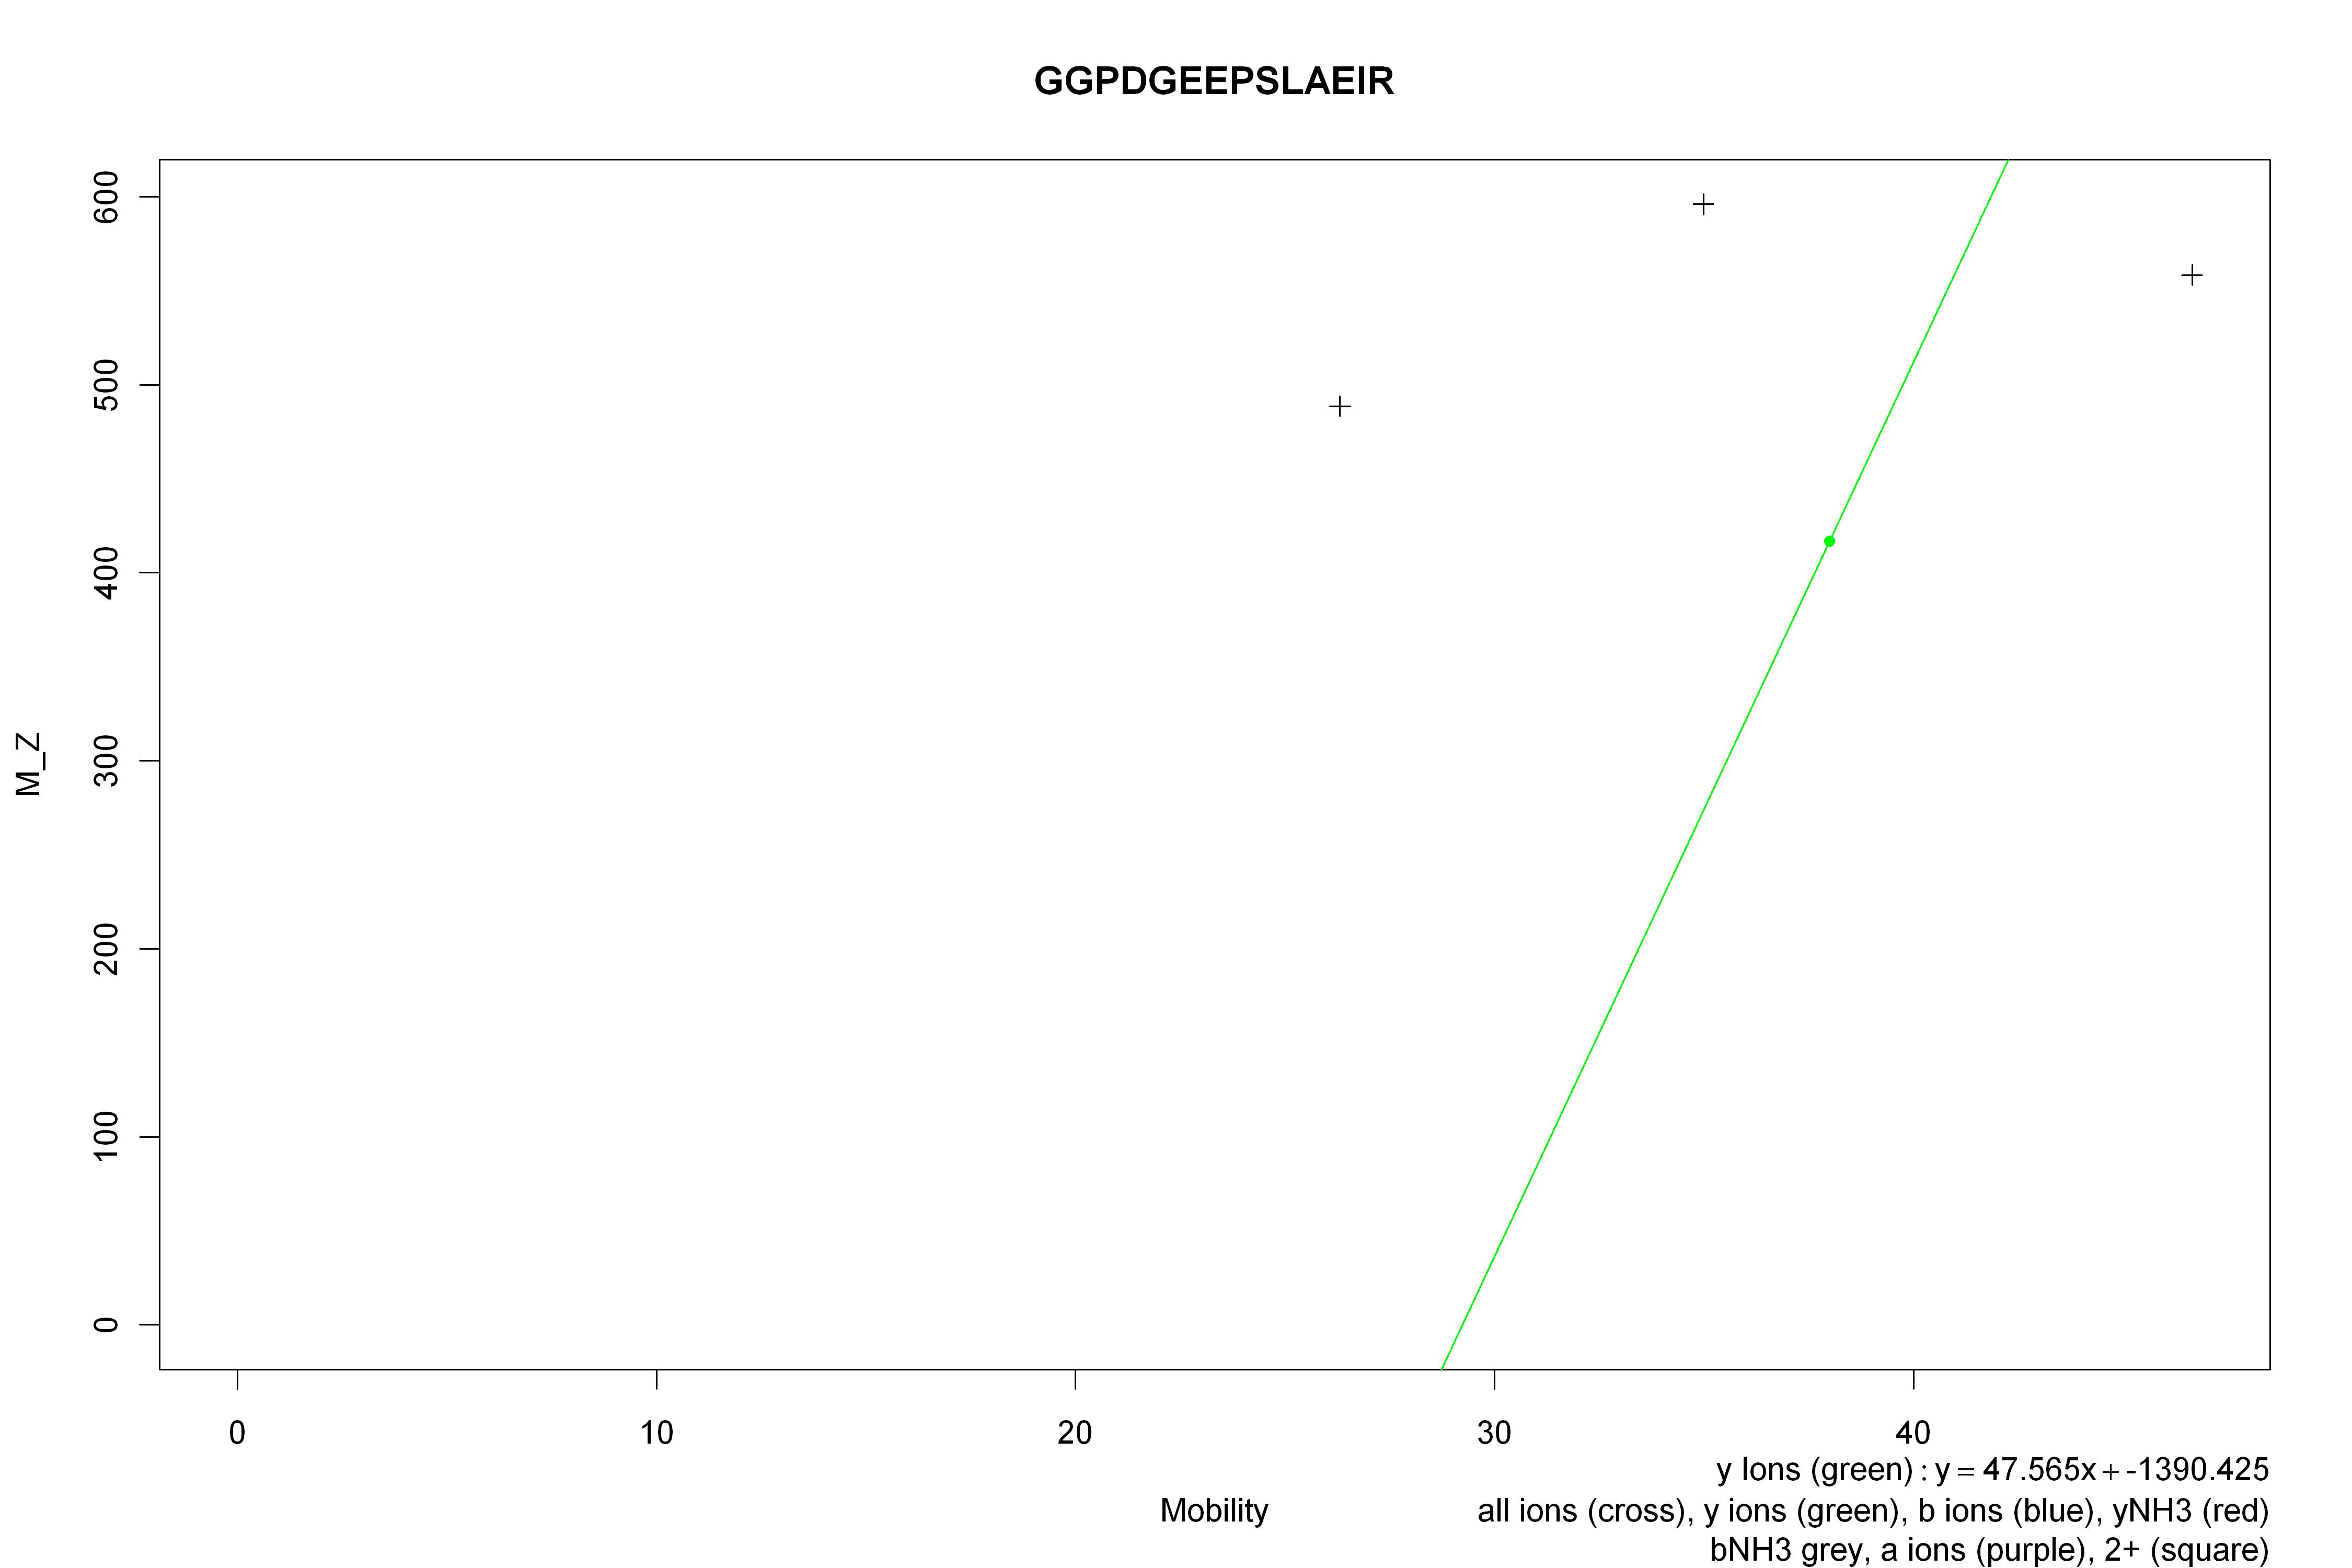 GGPDGEEPSLAEIR
M_Z
600
500
400
300
200
100
0
0 10 20 30 40
y Ions (green) : y = 47.565x + -1390.425
Mobility
all ions (cross), y ions (green), b ions (blue), yNH3 (red)
bNH3 grey, a ions (purple), 2+ (square)